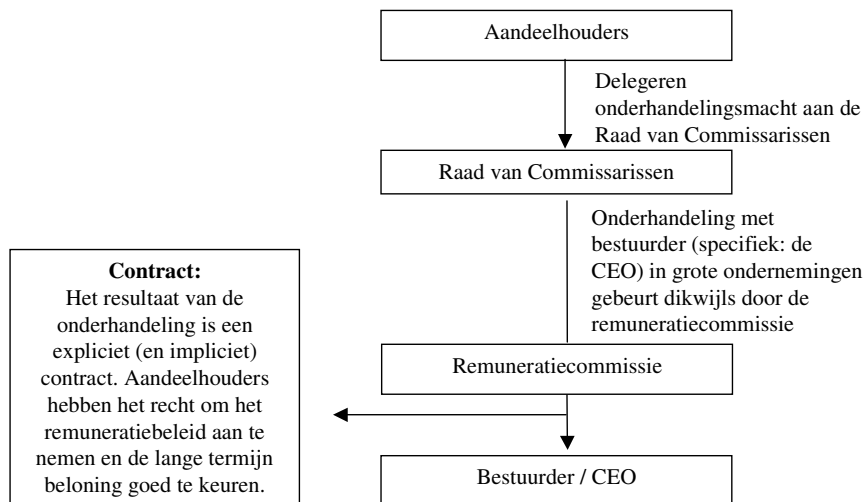 Aandeelhouders
Delegeren
onderhandelingsmacht aan de
Raad van Commissarissen
Raad van Commissarissen
Onderhandeling met
bestuurder (specifiek: de
CEO) in grote ondernemingen
gebeurt dikwijls door de
remuneratiecommissie
Contract:
Het resultaat van de
onderhandeling is een
expliciet (en impliciet)
contract. Aandeelhouders
hebben het recht om het
remuneratiebeleid aan te
nemen en de lange termijn
beloning goed te keuren.
Remuneratiecommissie
Bestuurder / CEO